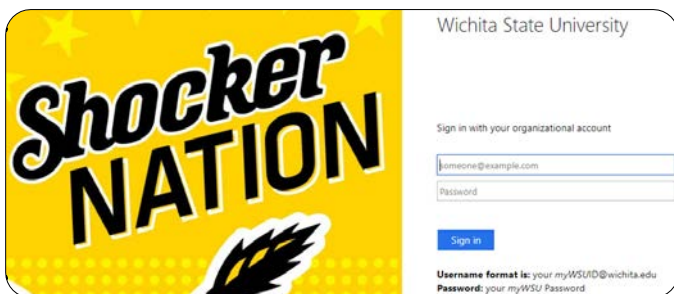 Shocker
NATION
Wichita State University
Sign in with your organizational account
someone@example.com
Password
Sign in
Username format is: your myWSUID@wichita.edu
Password: your myWSU Password